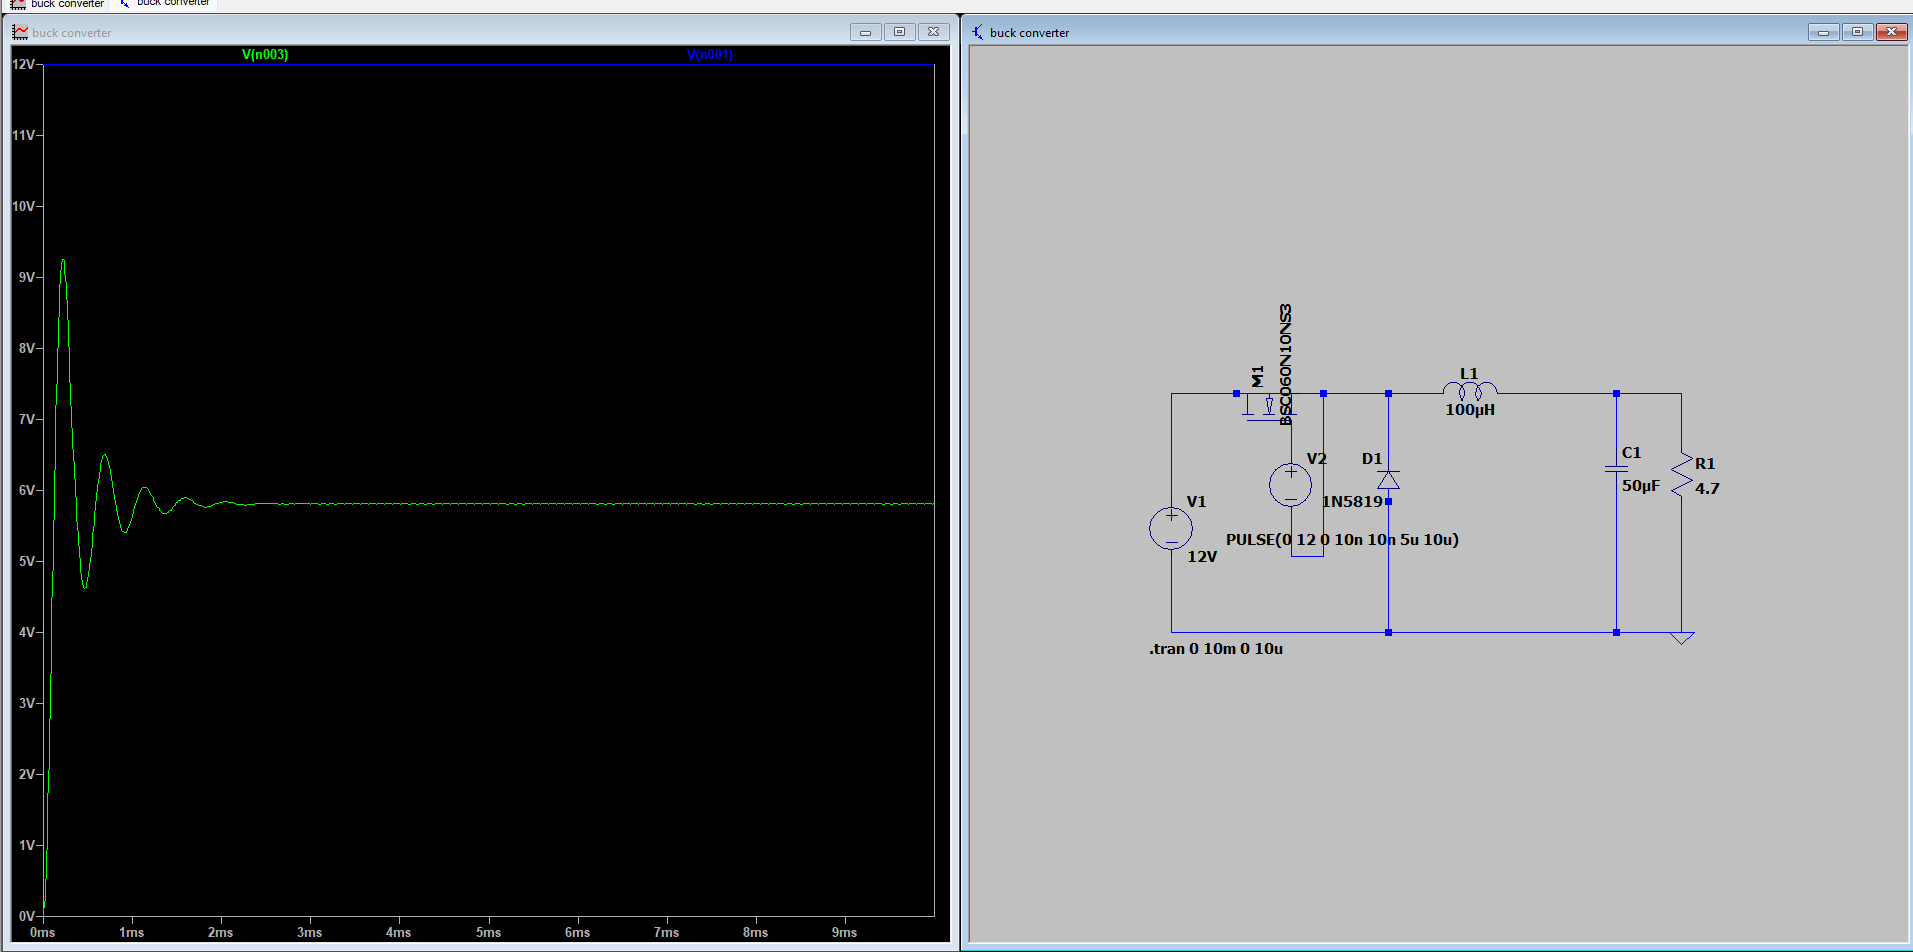 buck converter
buck converter
buck converter
V(n003)
V(n001)
12V
11V
10V
9V
8V
7V
6V
5V
4V
3V
2V
1V
0V
0ms
1ms
2ms
3ms
4ms
5ms
6ms
7ms
8ms
9ms
buck converter
M1
BSC060N10NS3
L1
100µH
V2
D1
1N5819
C1
50µF
R1
4.7
V1
12V
PULSE(0 12 0 10n 10n 5u 10u)
.tran 0 10m 0 10u